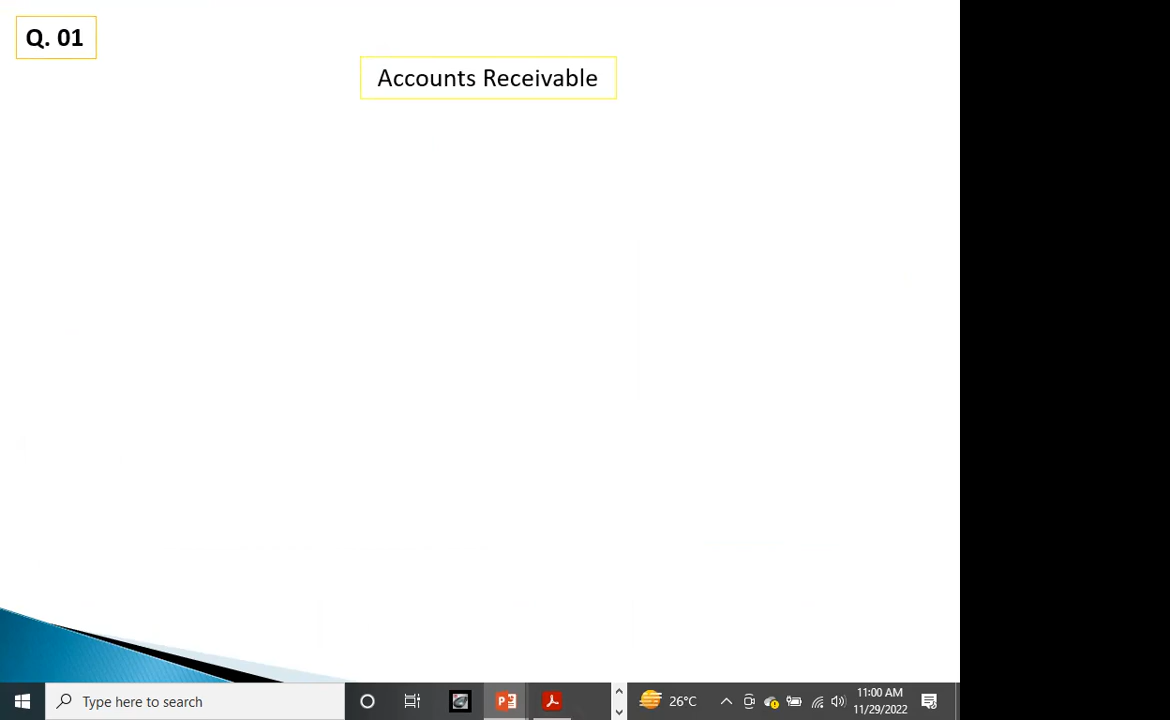 Q. 01
Accounts Receivable
Type here to search
26°C
11:00 AM
11/29/2022